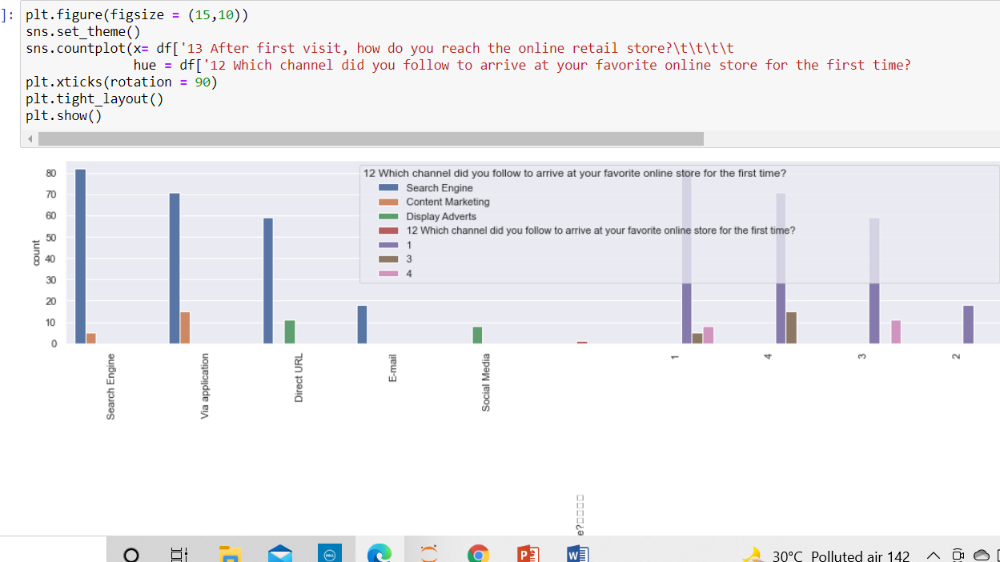 ]:
plt.figure(figsize = (15,10))
sns.set_theme()
sns.countplot(x= df['13 After first visit, how do you reach the online retail store?\t\t\t\t
hue = df['12 Which channel did you follow to arrive at your favorite online store for the first time?
plt.xticks(rotation = 90)
plt.tight_layout()
plt.show()
12 Which channel did you follow to arrive at your favorite online store for the first time?
Search Engine
Content Marketing
Display Adverts
12 Which channel did you follow to arrive at your favorite online store for the first time?
1
3
4
count
80
70
60
50
40
30
20
10
0
Search Engine
Via application
Direct URL
E-mail
Social Media
e?□□□□
1
4
3
2
DELL
P
W
30°C Polluted air 142